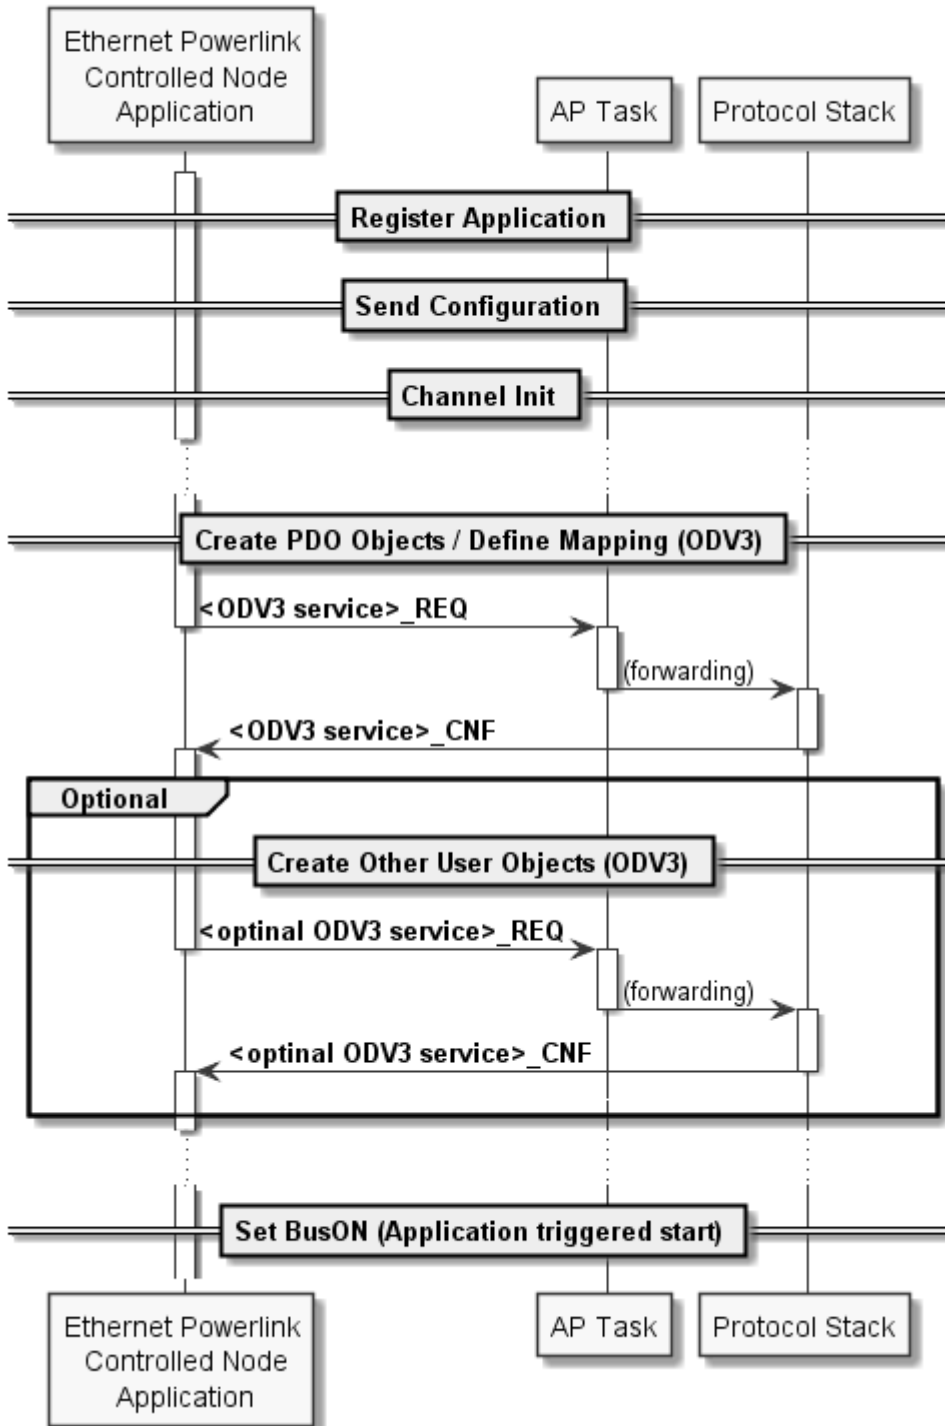 Ethernet Powerlink
Controlled Node
Application
AP Task
Protocol Stack
Register Application
Send Configuration
Channel Init
Create PDO Objects / Define Mapping (ODV3)
<ODV3 service>_REQ
(forwarding)
<ODV3 service>_CNF
Optional
Create Other User Objects (ODV3)
<optinal ODV3 service>_REQ
(forwarding)
<optinal ODV3 service>_CNF
Set BusON (Application triggered start)
Ethernet Powerlink
Controlled Node
Application
AP Task
Protocol Stack